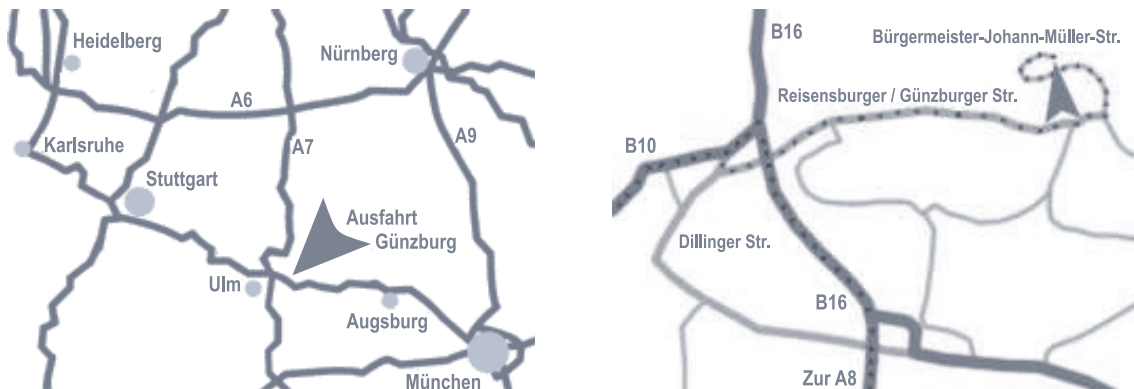 Heidelberg
Nürnberg
A6
Karlsruhe
A7
A9
Stuttgart
Ausfahrt
Günzburg
Ulm
Augsburg
München
B16
Bürgermeister-Johann-Müller-Str.
Reisensburger / Günzburger Str.
B10
Dillinger Str.
B16
Zur A8